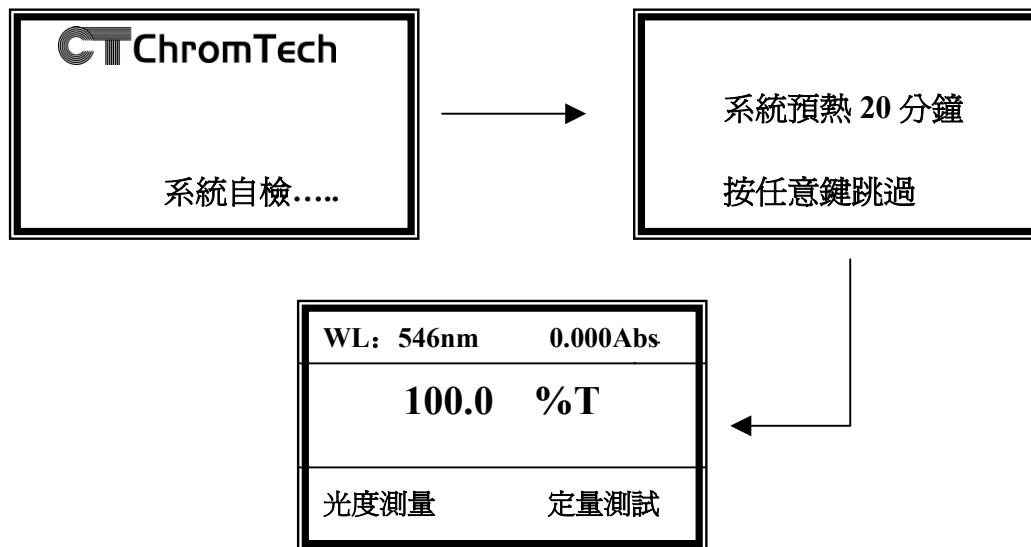 CT ChromTech
系統自檢…..
系統預熱 20 分鐘
按任意鍵跳過
WL：546nm 0.000Abs
100.0 %T
光度測量 定量測試